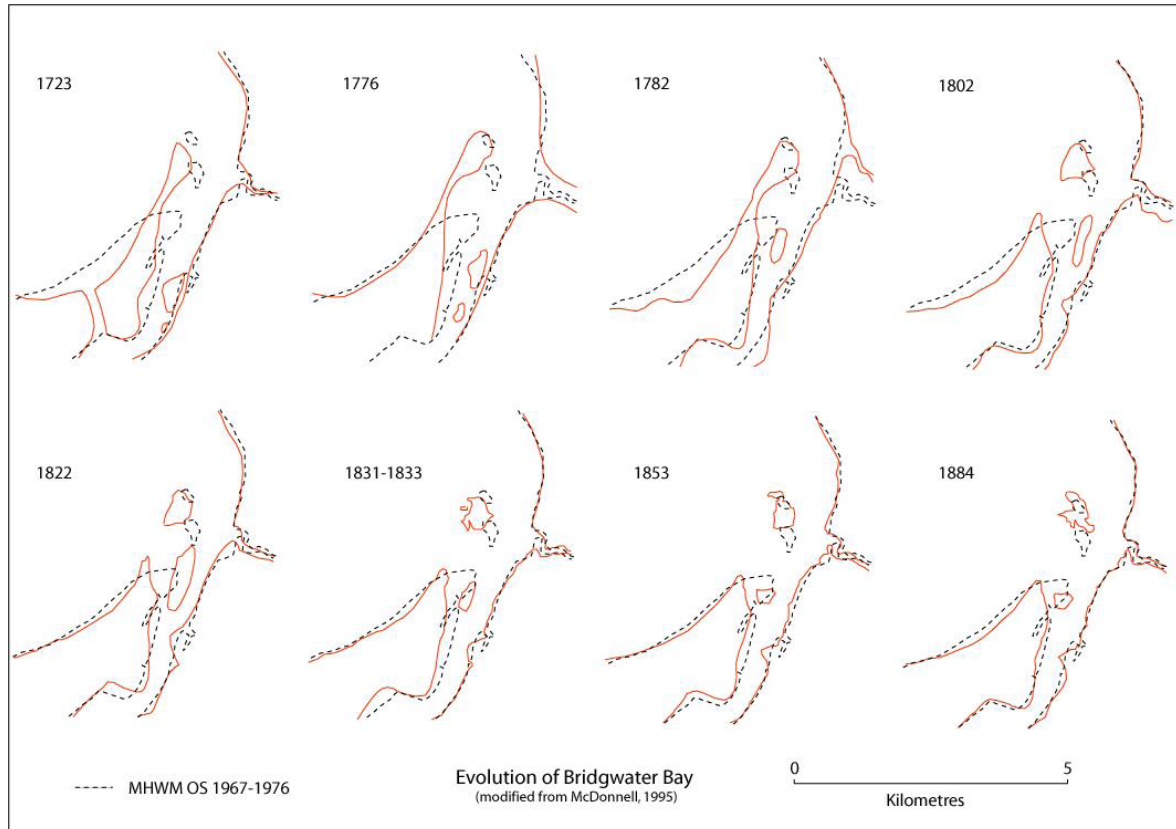 1723
1776
1782
1802
1822
1831-1833
1853
1884
MHWM OS 1967-1976
Evolution of Bridgwater Bay
(modified from McDonnell, 1995)
0 5
Kilometres